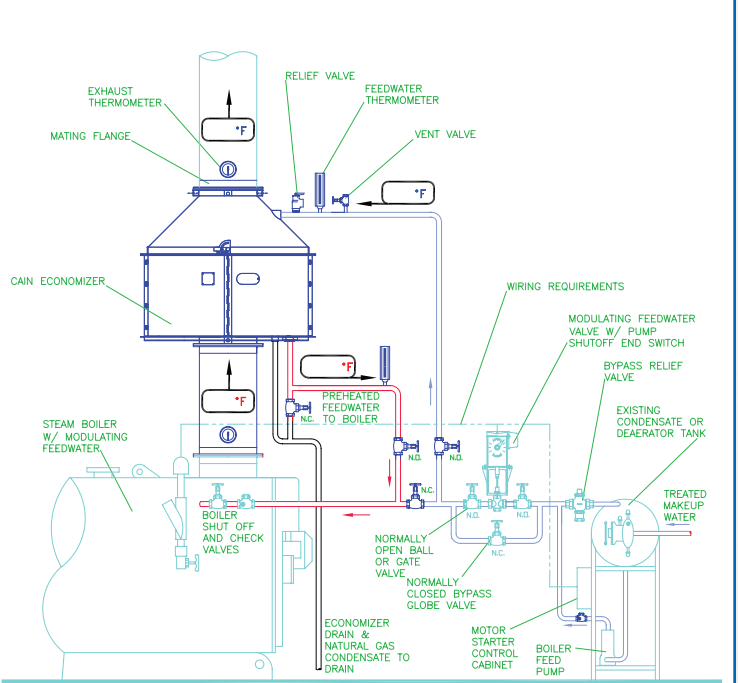 RELIEF VALVE
EXHAUST
THERMOMETER
FEEDWATER
THERMOMETER
°F
MATING FLANGE
VENT VALVE
°F
CAIN ECONOMIZER
WIRING REQUIREMENTS
MODULATING FEEDWATER
VALVE W/ PUMP
SHUTOFF END SWITCH
°F
BYPASS RELIEF
VALVE
°F
PREHEATED
FEEDWATER
TO BOILER
N.C.
EXISTING
CONDENSATE OR
DEAERATOR TANK
STEAM BOILER
W/ MODULATING
FEEDWATER
N.O.
N.O.
N.C.
TREATED
MAKEUP
WATER
BOILER
SHUT OFF
AND CHECK
VALVES
N.O.
N.O.
NORMALLY
OPEN BALL
OR GATE
VALVE
N.C.
NORMALLY
CLOSED BYPASS
GLOBE VALVE
ECONOMIZER
DRAIN &
NATURAL GAS
CONDENSATE TO
DRAIN
MOTOR
STARTER
CONTROL
CABINET
BOILER
FEED
PUMP